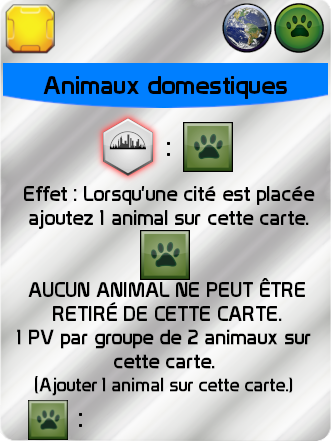 Animaux domestiques
:
Effet : Lorsqu'une cité est placée
ajoutez 1 animal sur cette carte.
AUCUN ANIMAL NE PEUT ÊTRE
RETIRÉ DE CETTE CARTE.
1 PV par groupe de 2 animaux sur
cette carte.
(Ajouter 1 animal sur cette carte.)
: